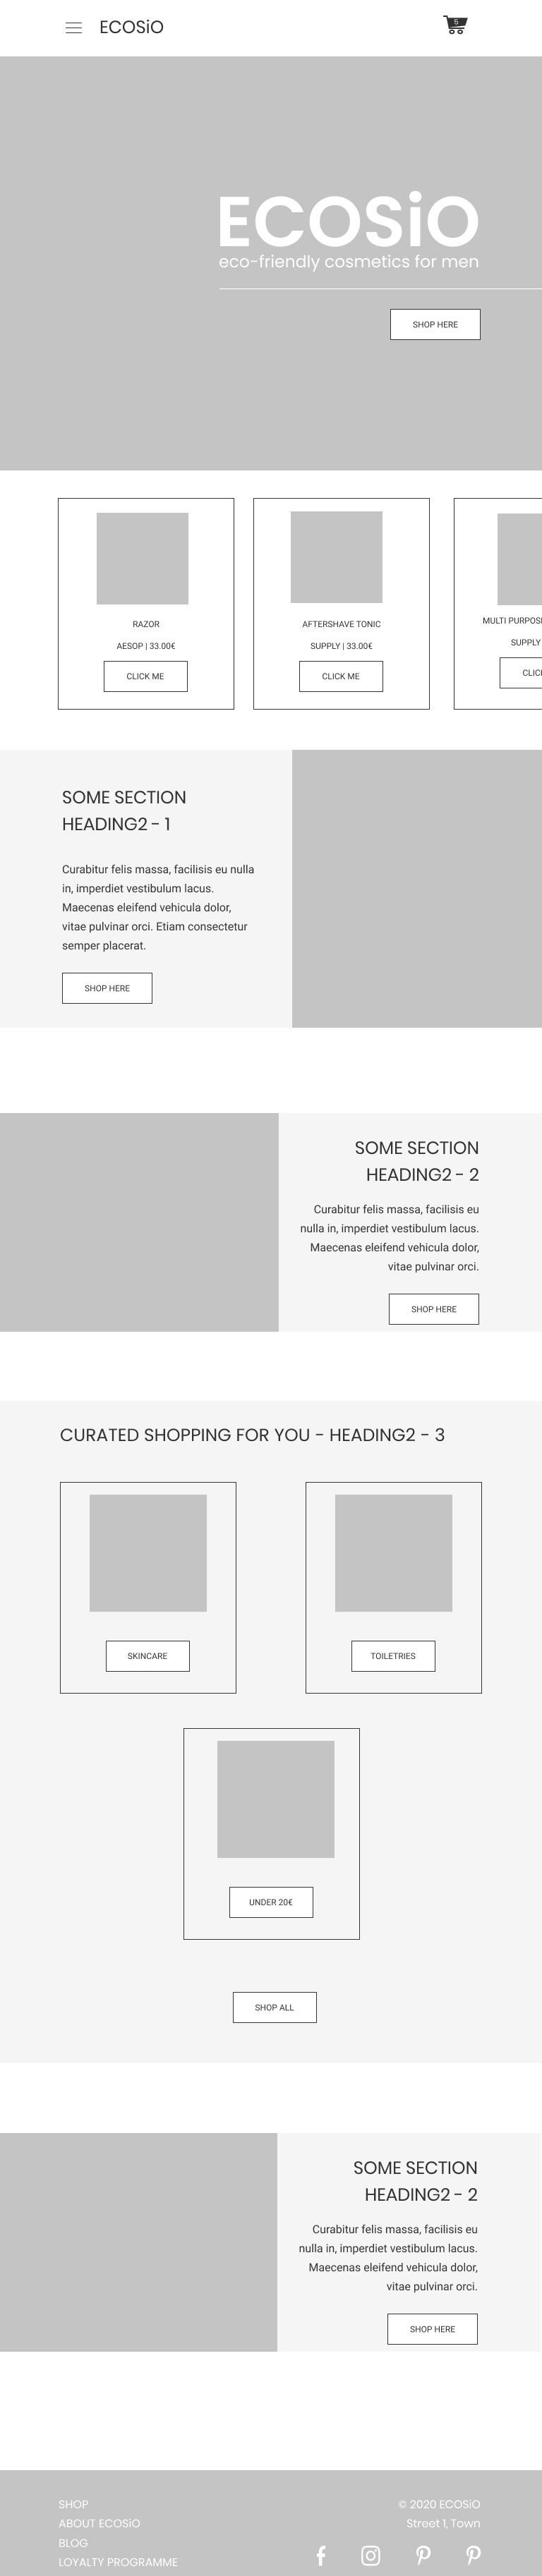 ECOSiO
5
ECOSiO
eco-friendly cosmetics for men
SHOP HERE
RAZOR
AESOP | 33.00€
CLICK ME
AFTERSHAVE TONIC
SUPPLY | 33.00€
CLICK ME
MULTI PURPOS
SUPPLY
CLIC
SOME SECTION
HEADING2 - 1
Curabitur felis massa, facilisis eu nulla
in, imperdiet vestibulum lacus.
Maecenas eleifend vehicula dolor,
vitae pulvinar orci. Etiam consectetur
semper placerat.
SHOP HERE
SOME SECTION
HEADING2 - 2
Curabitur felis massa, facilisis eu
nulla in, imperdiet vestibulum lacus.
Maecenas eleifend vehicula dolor,
vitae pulvinar orci.
SHOP HERE
CURATED SHOPPING FOR YOU - HEADING2 - 3
SKINCARE
TOILETRIES
UNDER 20€
SHOP ALL
SOME SECTION
HEADING2 - 2
Curabitur felis massa, facilisis eu
nulla in, imperdiet vestibulum lacus.
Maecenas eleifend vehicula dolor,
vitae pulvinar orci.
SHOP HERE
SHOP
ABOUT ECOSiO
BLOG
LOYALTY PROGRAMME
© 2020 ECOSiO
Street 1, Town